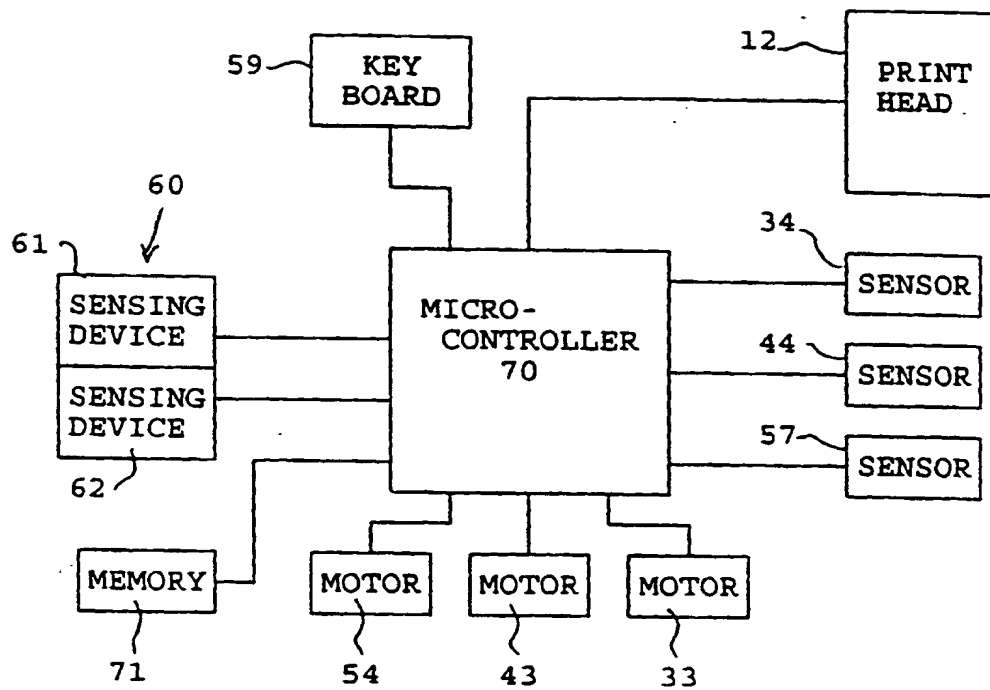 59
KEY
BOARD
12
PRINT
HEAD
60
61
SENSING
DEVICE
SENSING
DEVICE
62
MICRO-
CONTROLLER
70
34
SENSOR
44
SENSOR
57
SENSOR
MEMORY
71
MOTOR
54
MOTOR
43
MOTOR
33